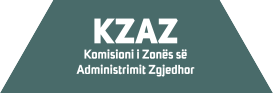 KZAZ
Komisioni i Zonës së
Administrimit Zgjedhor